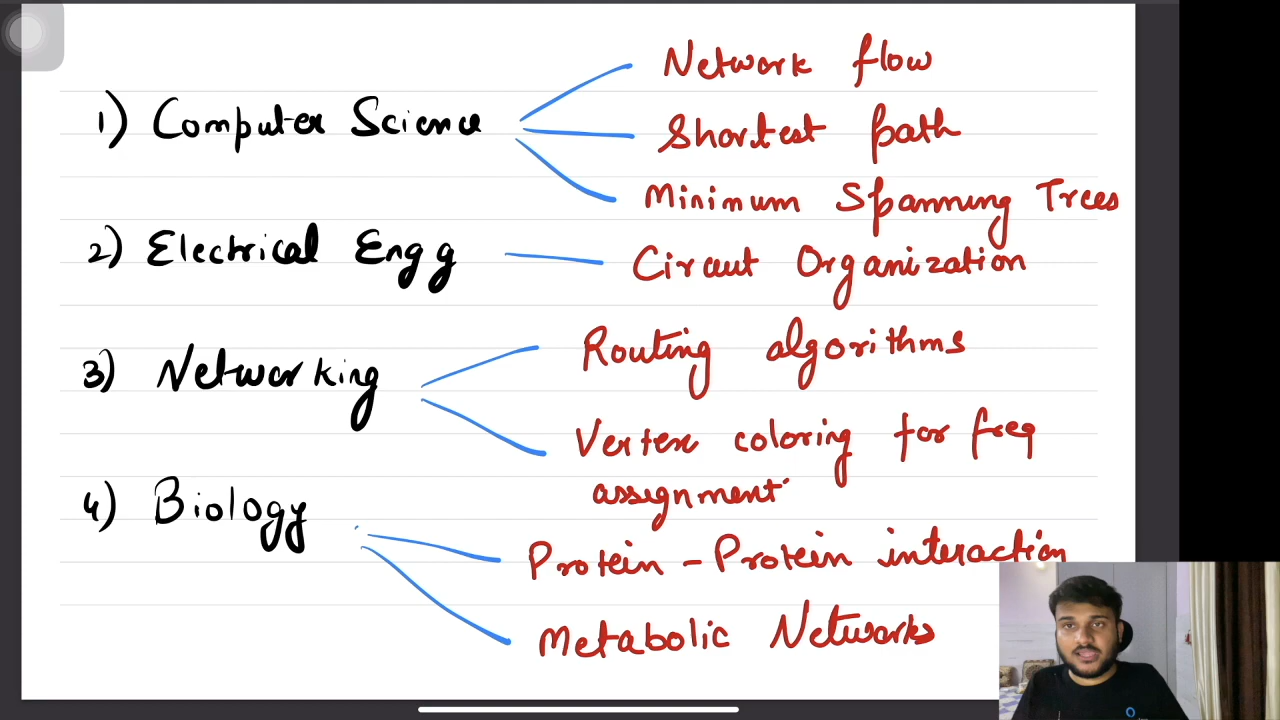 1) Computer Science
Network flow
Shortest path
Minimum Spanning Trees
2) Electrical Engg
Circuit Organization
3) Networking
Routing algorithms
Vertex coloring for freq
assignment
4) Biology
Protein - Protein interaction
Metabolic Networks